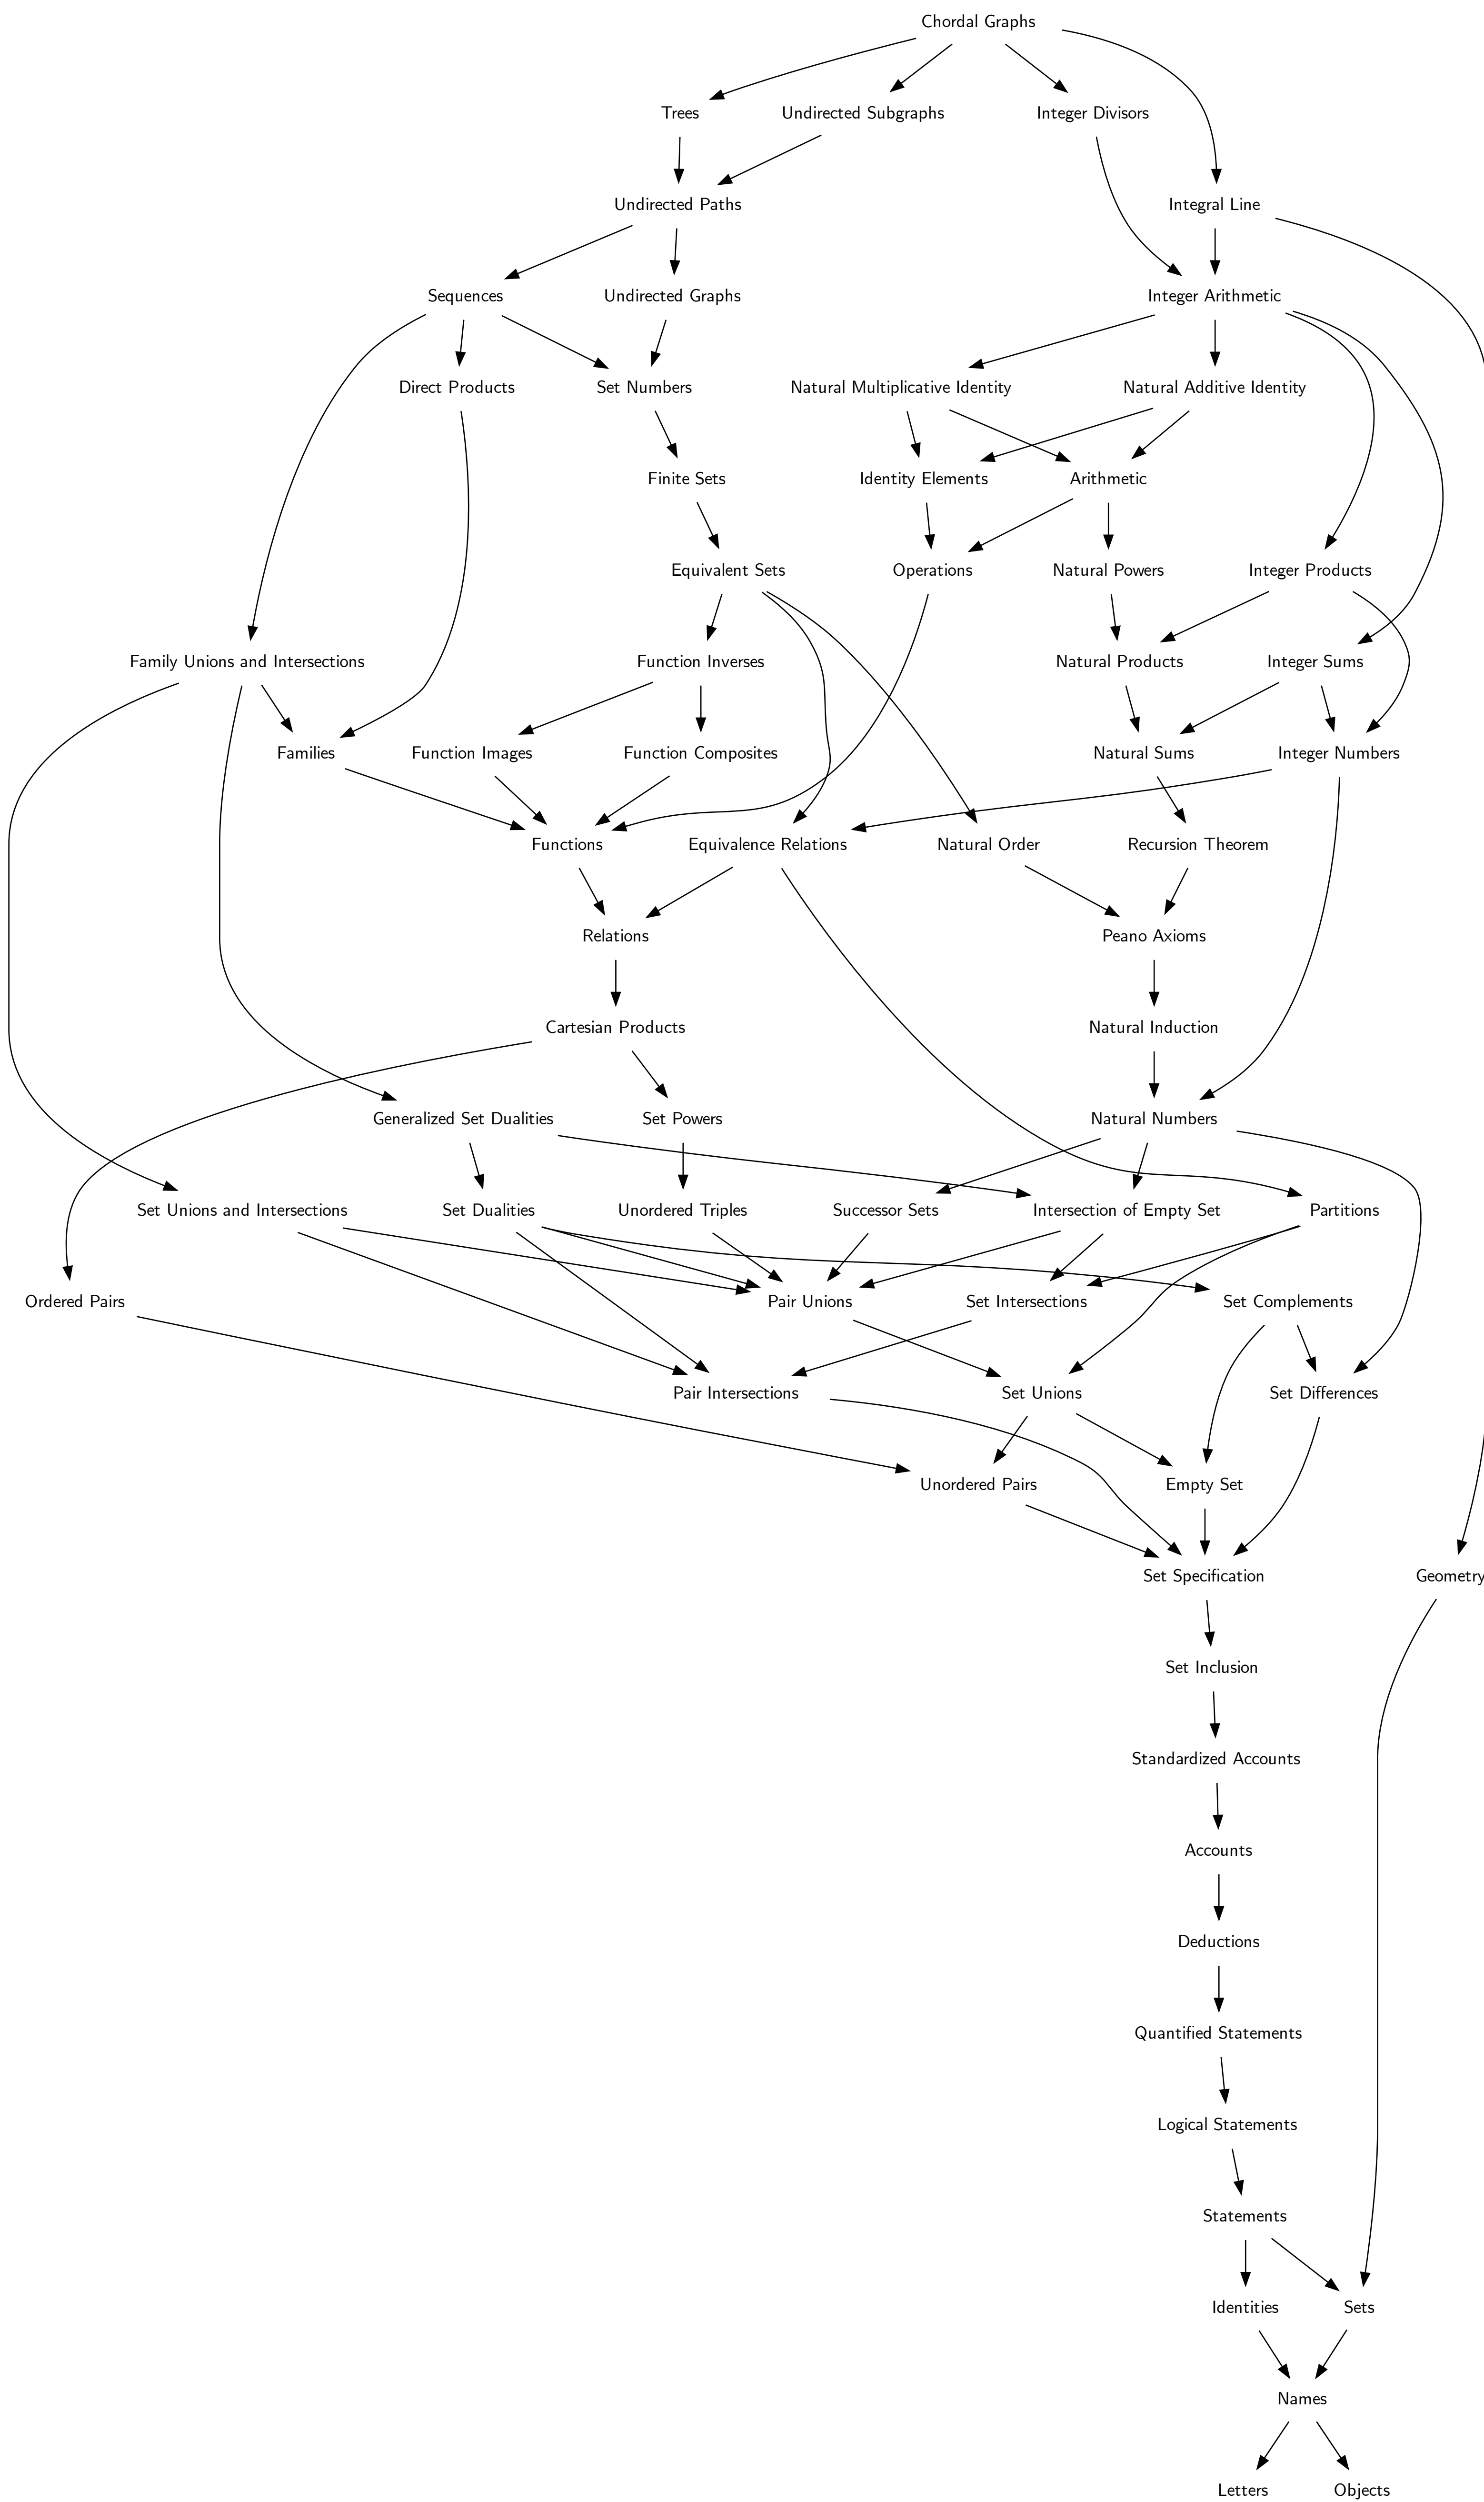 Chordal Graphs
Trees
Undirected Subgraphs
Integer Divisors
Undirected Paths
Integral Line
Sequences
Undirected Graphs
Integer Arithmetic
Direct Products
Set Numbers
Natural Multiplicative Identity
Natural Additive Identity
Finite Sets
Identity Elements
Arithmetic
Equivalent Sets
Operations
Natural Powers
Integer Products
Family Unions and Intersections
Function Inverses
Natural Products
Integer Sums
Families
Function Images
Function Composites
Natural Sums
Integer Numbers
Functions
Equivalence Relations
Natural Order
Recursion Theorem
Relations
Peano Axioms
Cartesian Products
Natural Induction
Generalized Set Dualities
Set Powers
Natural Numbers
Set Unions and Intersections
Set Dualities
Unordered Triples
Successor Sets
Intersection of Empty Set
Partitions
Ordered Pairs
Pair Unions
Set Intersections
Set Complements
Pair Intersections
Set Unions
Set Differences
Unordered Pairs
Empty Set
Set Specification
Geometry
Set Inclusion
Standardized Accounts
Accounts
Deductions
Quantified Statements
Logical Statements
Statements
Identities
Sets
Names
Letters
Objects